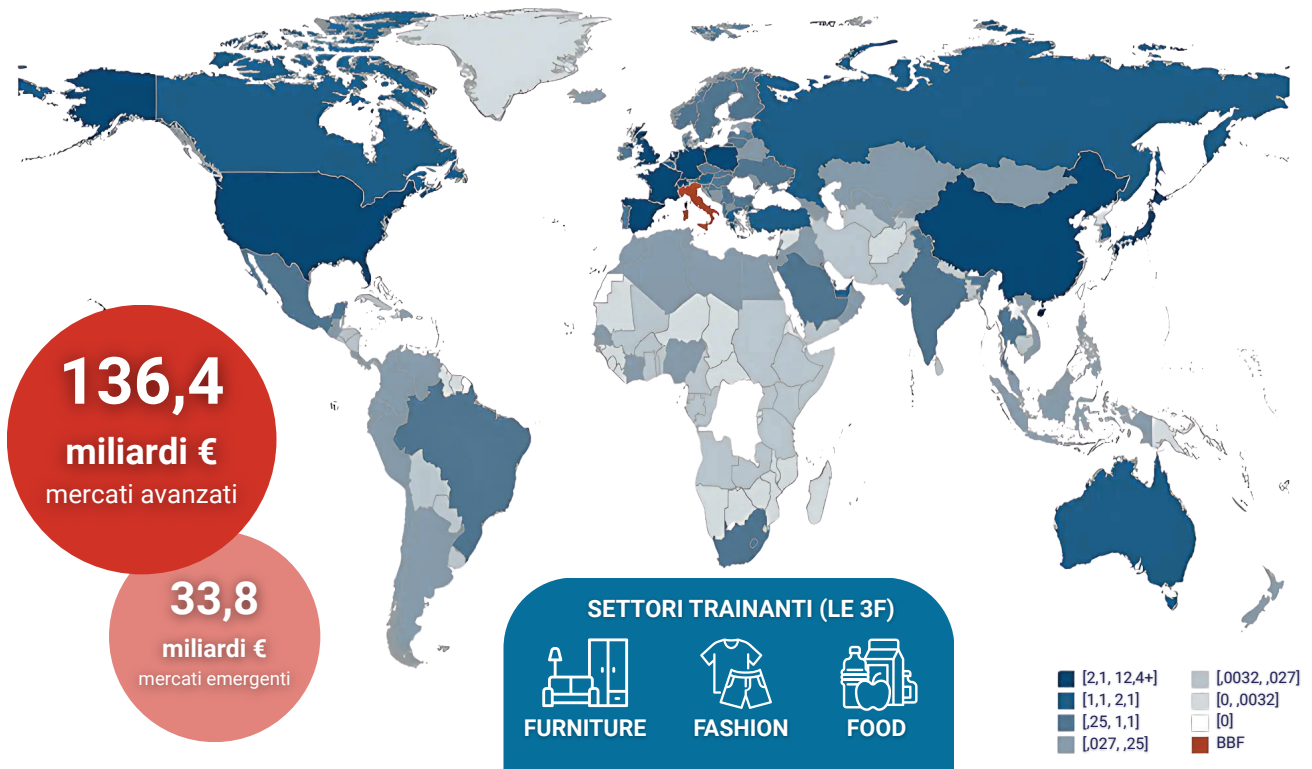 136,4
miliardi €
mercati avanzati
33,8
miliardi €
mercati emergenti
SETTORI TRAINANTI (LE 3F)
FURNITURE
FASHION
FOOD
[2,1, 12,4+]
[1,1, 2,1]
[,25, 1,1]
[,027, ,25]
[,0032, ,027]
[0, ,0032]
[0]
BBF